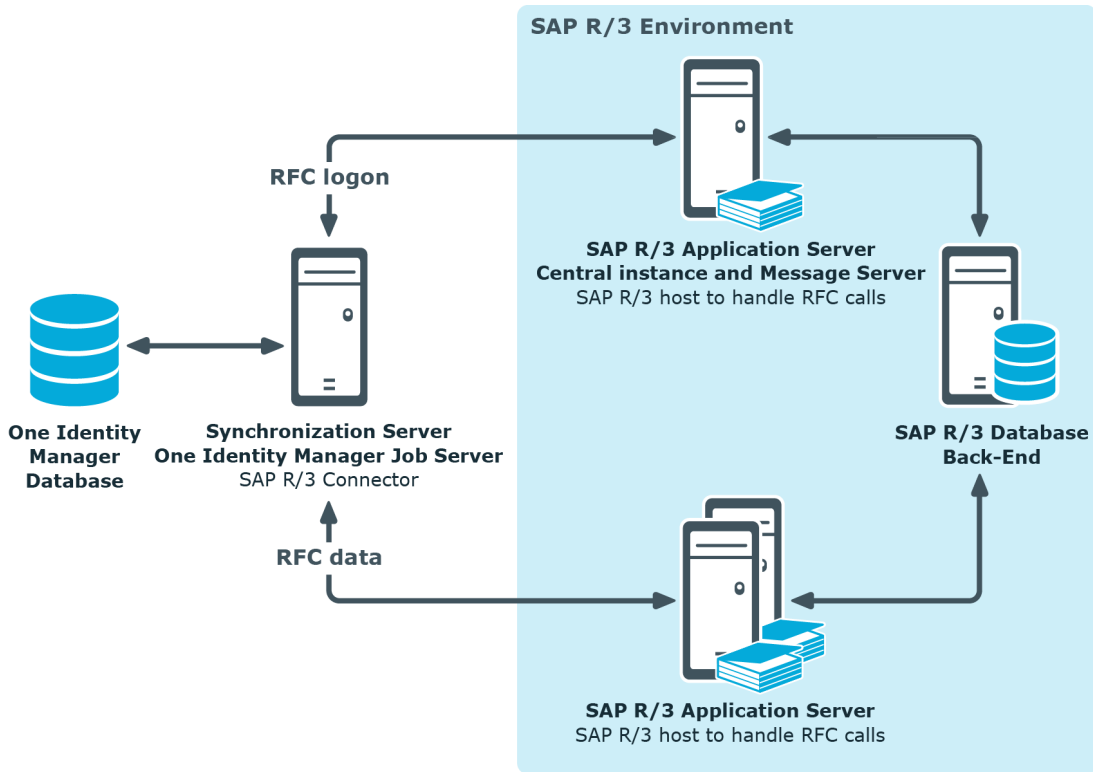 SAP R/3 Environment
RFC logon
SAP R/3 Application Server
Central instance and Message Server
SAP R/3 host to handle RFC calls
One Identity
Manager
Database
Synchronization Server
One Identity Manager Job Server
SAP R/3 Connector
SAP R/3 Database
Back-End
RFC data
SAP R/3 Application Server
SAP R/3 host to handle RFC calls